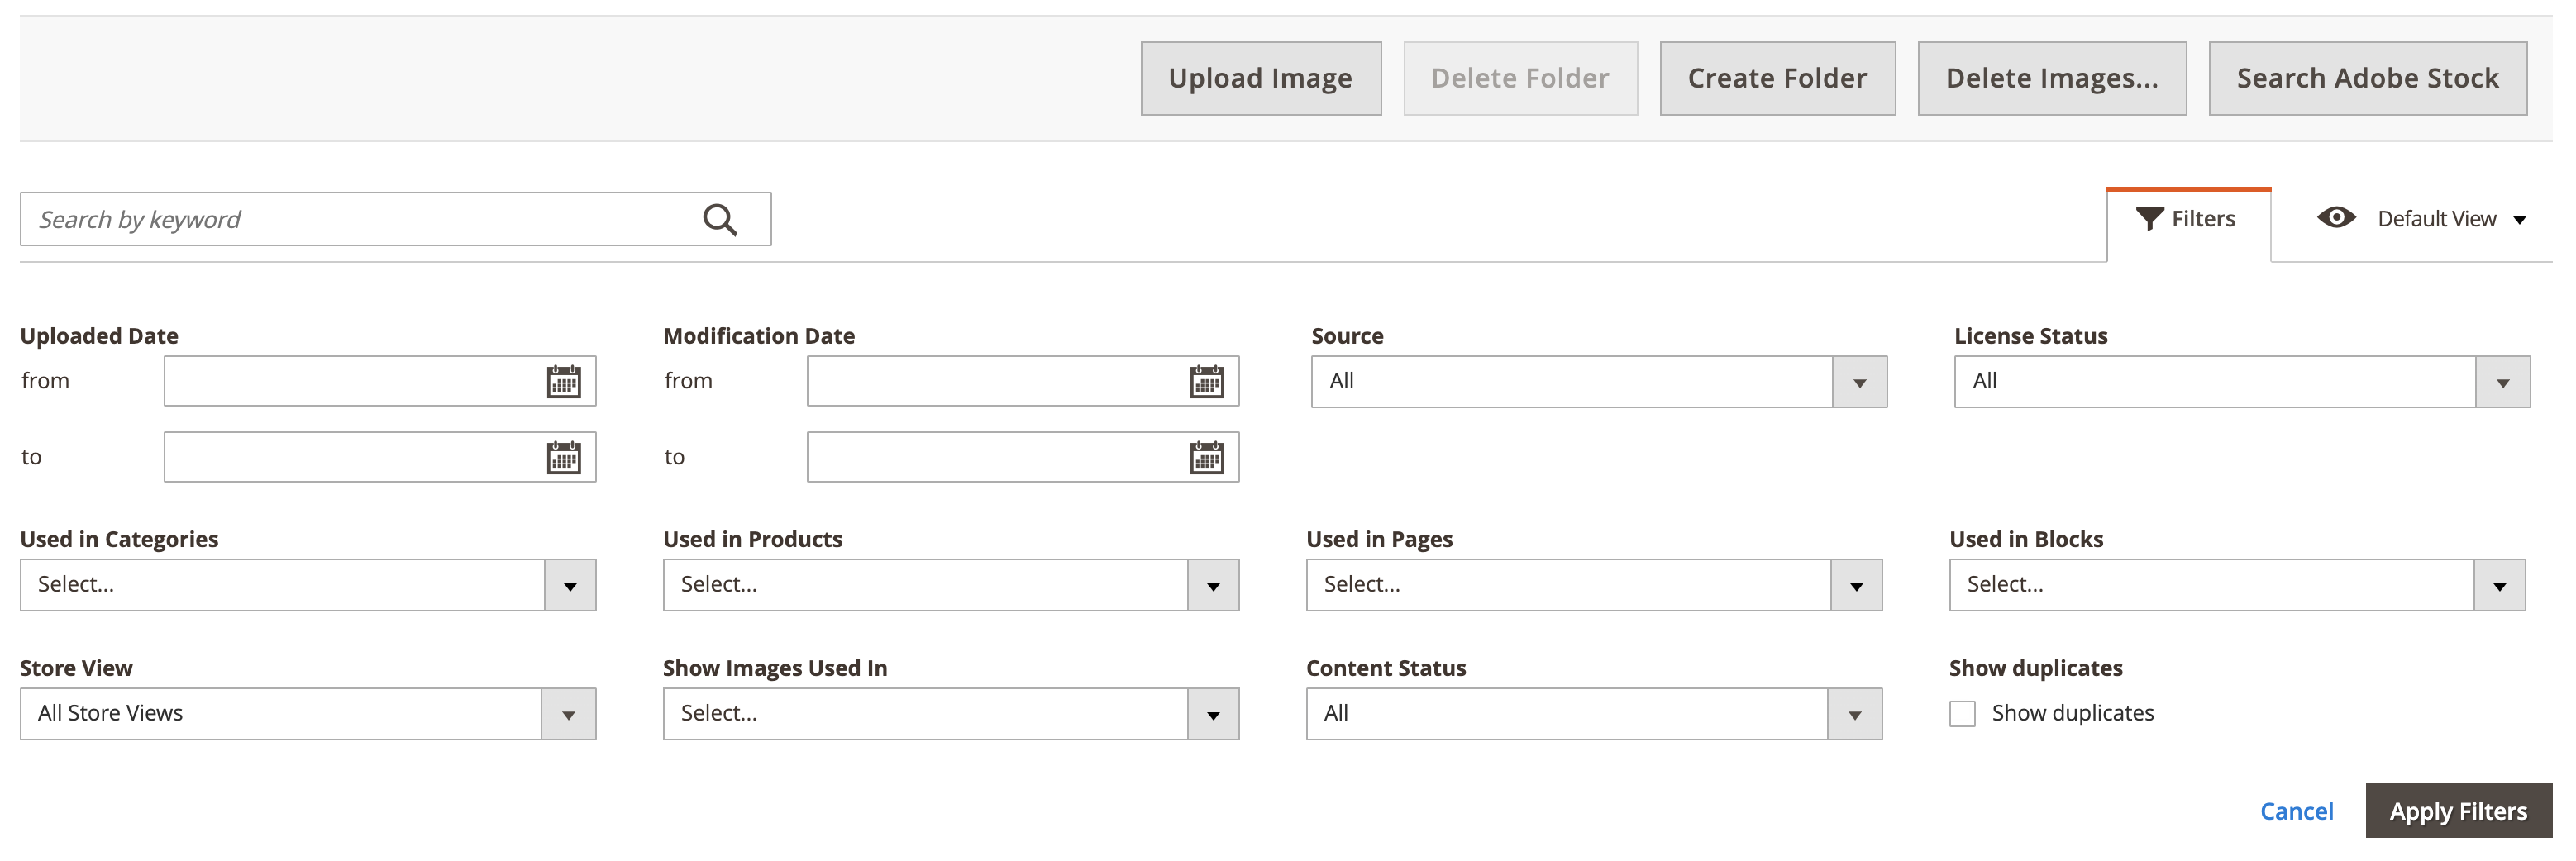 Upload Image
Delete Folder
Create Folder
Delete Images...
Search Adobe Stock
Search by keyword
Filters
Default View
Uploaded Date
Modification Date
Source
License Status
from
from
All
All
to
to
Used in Categories
Used in Products
Used in Pages
Used in Blocks
Select...
Select...
Select...
Select...
Store View
Show Images Used In
Content Status
Show duplicates
All Store Views
Select...
All
Show duplicates
Cancel
Apply Filters